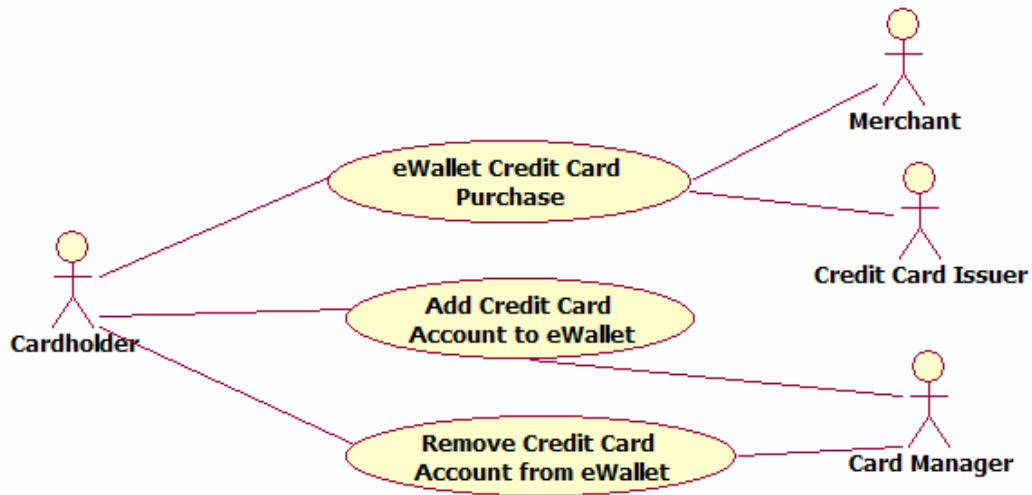 Merchant
eWallet Credit Card
Purchase
Credit Card Issuer
Cardholder
Add Credit Card
Account to eWallet
Card Manager
Remove Credit Card
Account from eWallet